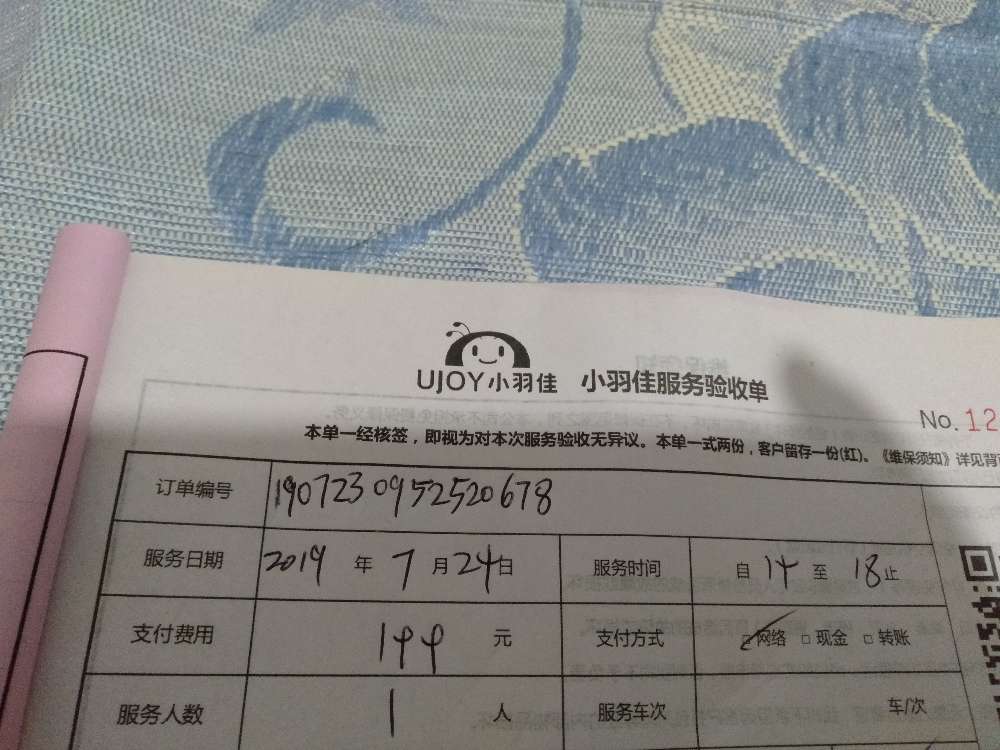 UJOY小羽佳 小羽佳服务验收单
No. 12
本单一经核签，即视为对本次服务验收无异议。本单一式两份，客户留存一份(红)。《维保须知》详见背
订单编号 190723 0952520678
服务日期 2019 年 7 月 24 日 服务时间 自 14 至 18 止
支付费用 199 元 支付方式 网络 □ 现金 □ 转账
服务人数 1 人 服务车次 车/次